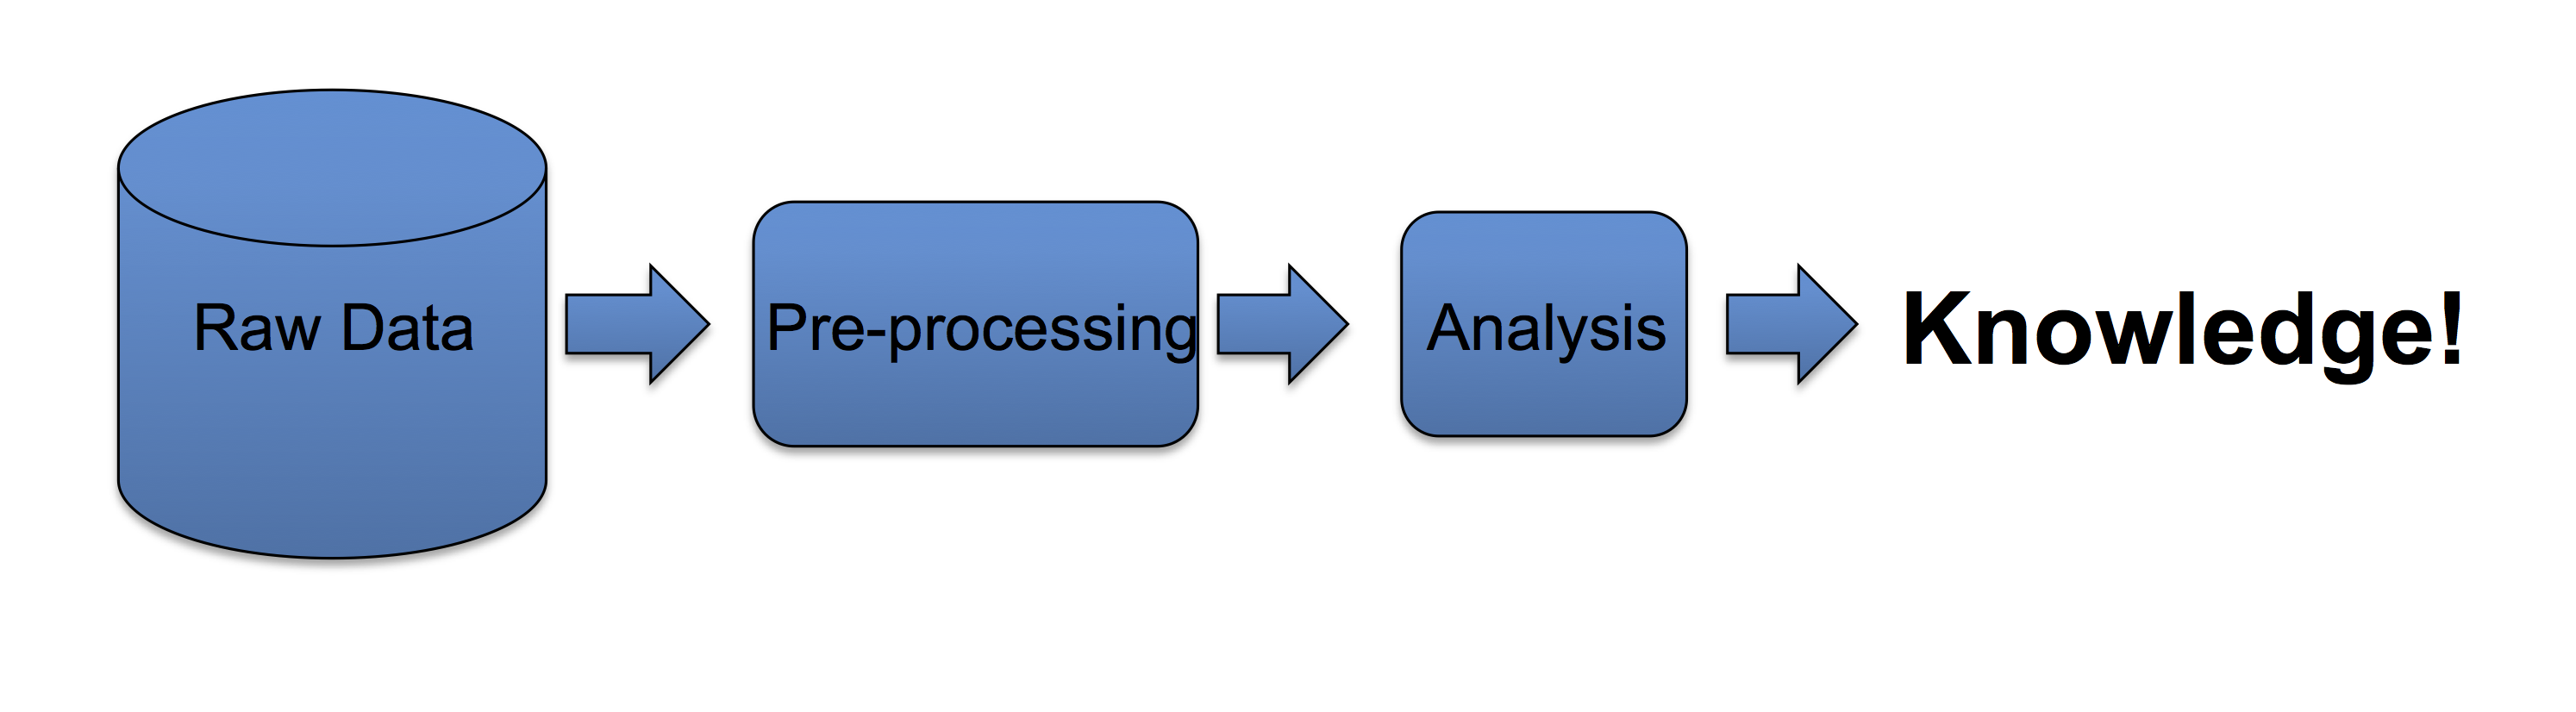 Raw Data
Pre-processing
Analysis
Knowledge!